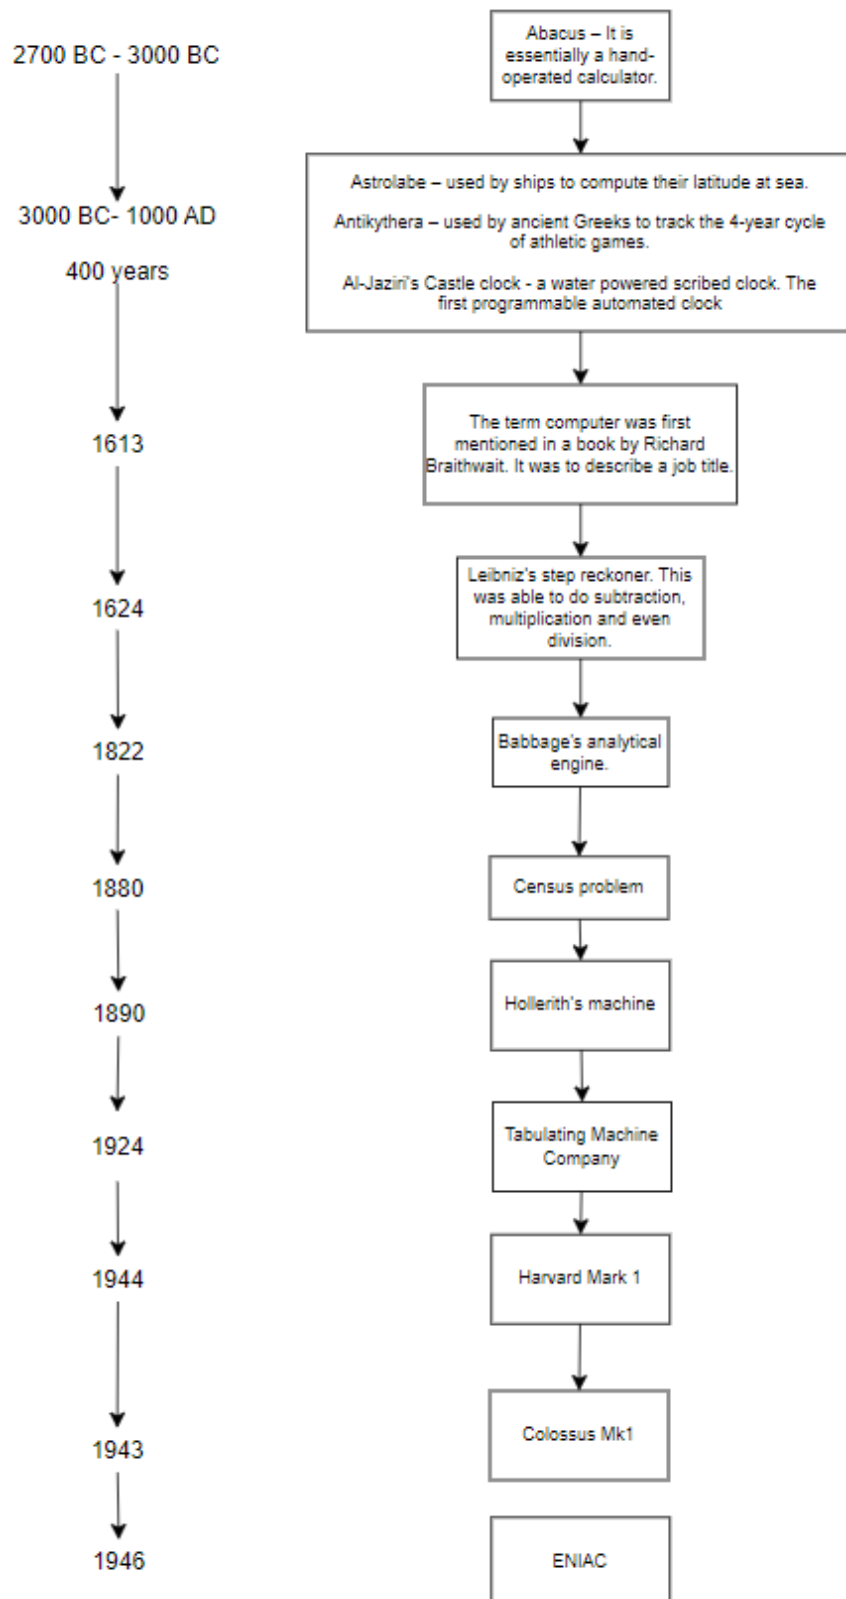 2700 BC - 3000 BC
Abacus – It is
essentially a hand-
operated calculator.
3000 BC- 1000 AD
400 years
Astrolabe – used by ships to compute their latitude at sea.
Antikythera – used by ancient Greeks to track the 4-year cycle
of athletic games.
Al-Jaziri's Castle clock - a water powered scribed clock. The
first programmable automated clock
1613
The term computer was first
mentioned in a book by Richard
Braithwait. It was to describe a job title.
1624
Leibniz's step reckoner. This
was able to do subtraction,
multiplication and even
division.
1822
Babbage's analytical
engine.
1880
Census problem
1890
Hollerith's machine
1924
Tabulating Machine
Company
1944
Harvard Mark 1
1943
Colossus Mk1
1946
ENIAC